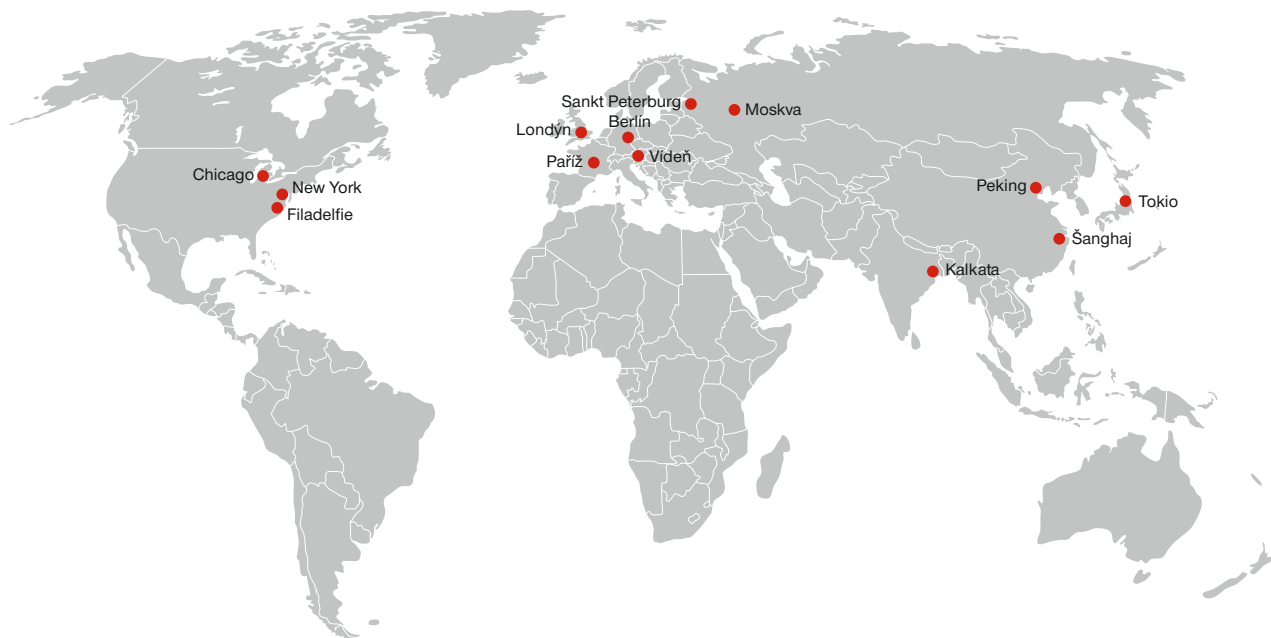 Sankt Peterburg
Moskva
Berlín
Londýn
Vídeň
Paříž
Chicago
New York
Filadelfie
Peking
Tokio
Šanghaj
Kalkata